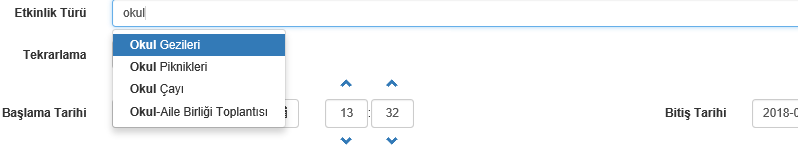 Etkinlik Türü okul
Okul Gezileri
Tekrarlama
Okul Piknikleri
Okul Çayı
Başlama Tarihi 13 : 32 Bitiş Tarihi
Okul-Aile Birliği Toplantısı